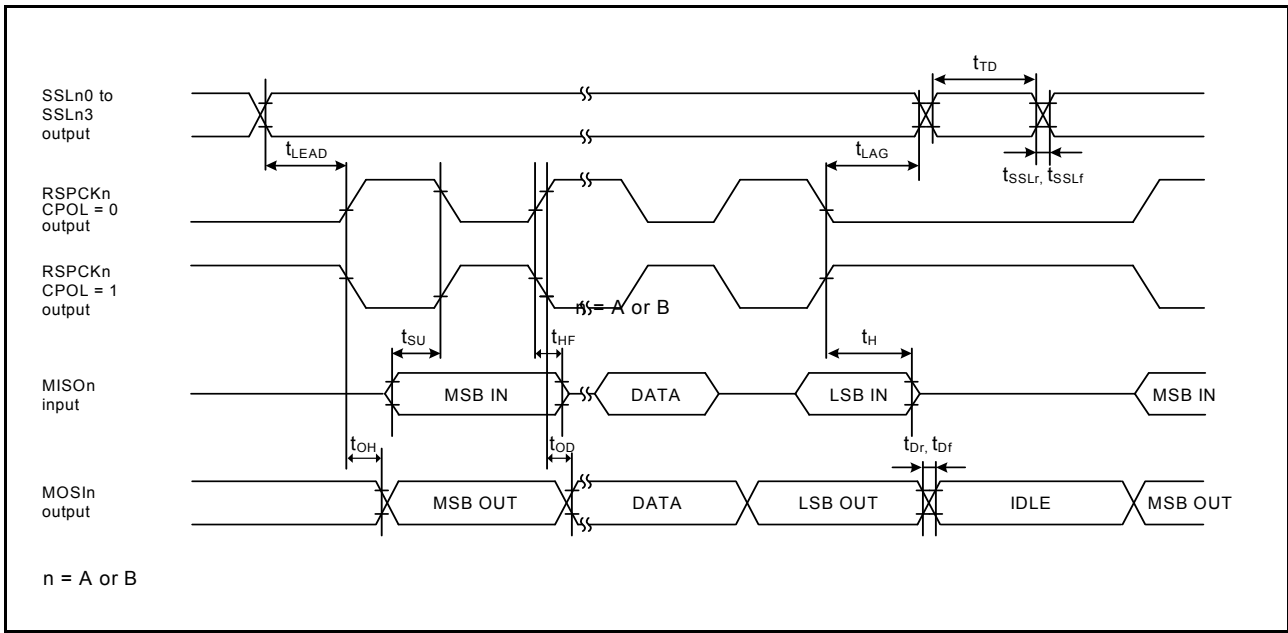 tTD
SSLn0 to
SSLn3
output
tLEAD
tLAG
tSSLr, tSSLf
RSPCKn
CPOL = 0
output
RSPCKn
CPOL = 1
output
n = A or B
tSU
tHF
tH
MISOn
input
MSB IN
DATA
LSB IN
MSB IN
tOH
tOD
tDr, tDf
MOSIn
output
MSB OUT
DATA
LSB OUT
IDLE
MSB OUT
n = A or B